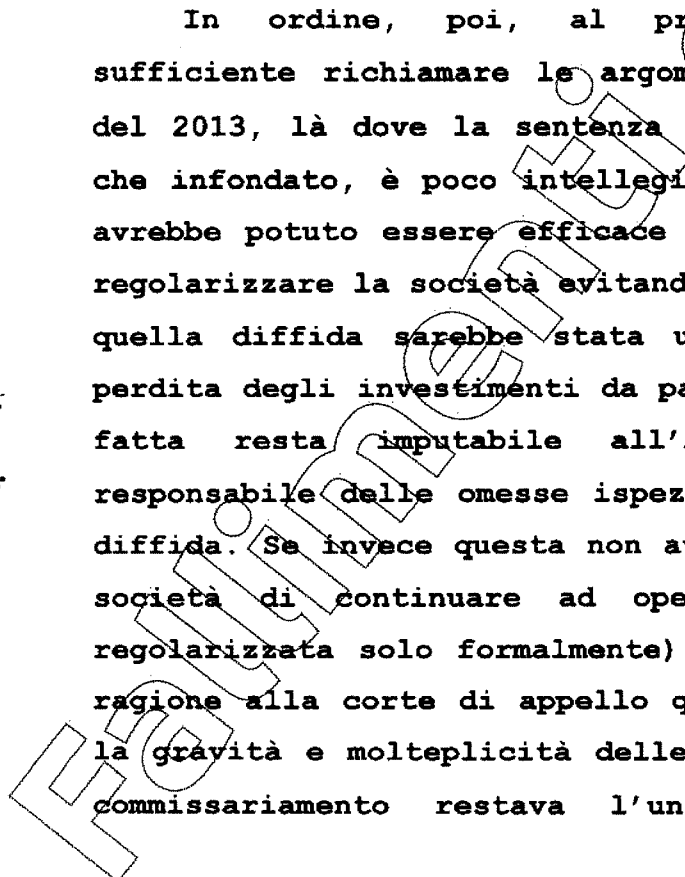 In ordine, poi, al
sufficiente richiamare le
del 2013, là dove la sentenza
che infondato, è poco
avrebbe potuto essere efficace
regolarizzare la società
quella diffida sarebbe stata
perdita degli investimenti da
fatta resta imputabile
responsabile delle omesse
diffida. Se invece questa non
società di continuare ad
regolarizzata solo formalmente)
ragione alla corte di appello
la gravità e molteplicità delle
commissariamento restava
Fallimenti